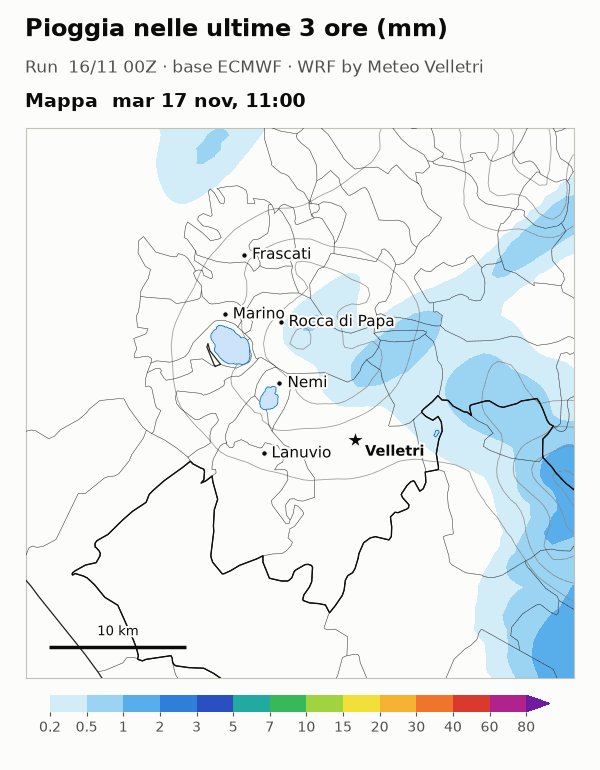 Pioggia nelle ultime 3 ore (mm)
Run  16/11 00Z · base ECMWF · WRF by Meteo Velletri
Mappa  mar 17 nov, 11:00
Frascati
Marino
Rocca di Papa
Nemi
Velletri
Lanuvio
10 km
0.2 0.5 1 2 3 5 7 10 15 20 30 40 60 80